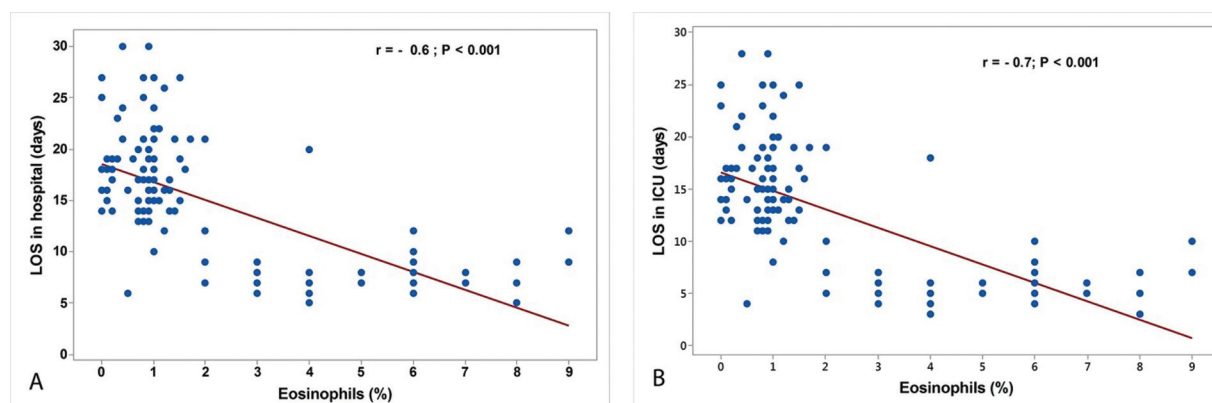 r = - 0.6 ; P < 0.001
LOS in hospital (days)
30
25
20
15
10
5
0
0 1 2 3 4 5 6 7 8 9
Eosinophils (%)
A
r = - 0.7; P < 0.001
LOS in ICU (days)
30
25
20
15
10
5
0
0 1 2 3 4 5 6 7 8 9
Eosinophils (%)
B